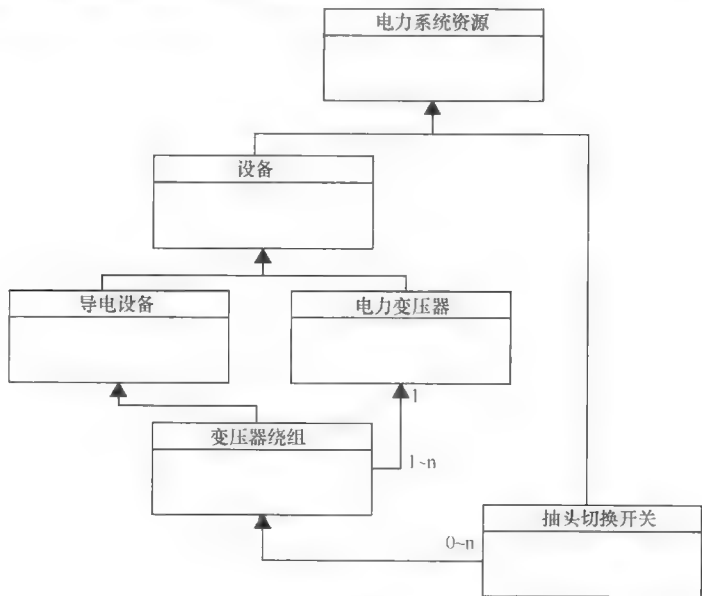 电力系统资源
设备
导电设备
电力变压器
1
变压器绕组
1~n
抽头切换开关
0~n